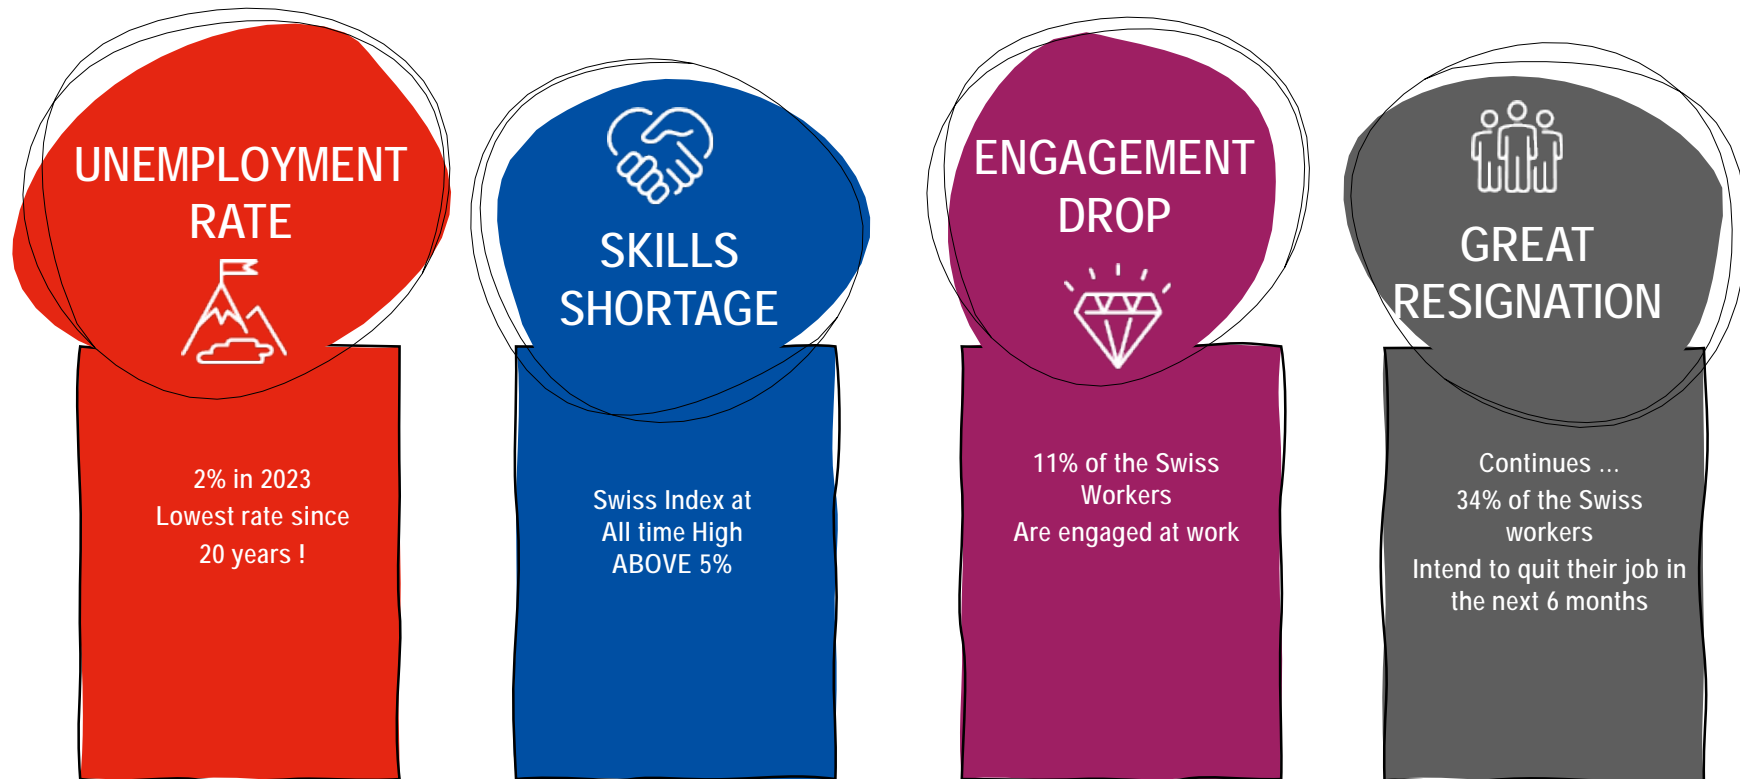 UNEMPLOYMENT
RATE
2% in 2023
Lowest rate since
20 years !
SKILLS
SHORTAGE
Swiss Index at
All time High
ABOVE 5%
ENGAGEMENT
DROP
11% of the Swiss
Workers
Are engaged at work
GREAT
RESIGNATION
Continues ...
34% of the Swiss
workers
Intend to quit their job in
the next 6 months